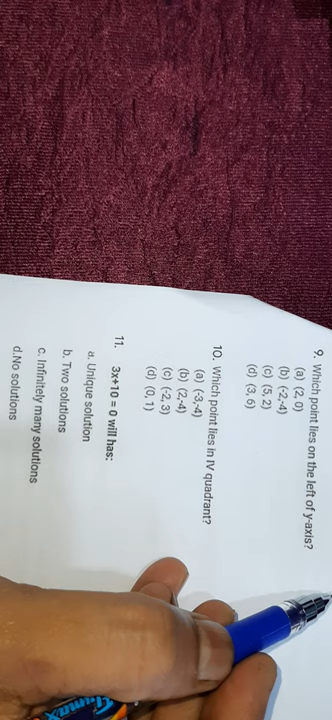 9. Which point lies on the left of y-axis?
(a) (2, 0)
(b) (-2,-4)
(c) (5, 2)
(d) (3, 6)
10. Which point lies in IV quadrant?
(a) (-3,-4)
(b) (2,-4)
(c) (-2, 3)
(d) (0, 1)
11. 3x+10 = 0 will has:
a. Unique solution
b. Two solutions
c. Infinitely many solutions
d.No solutions